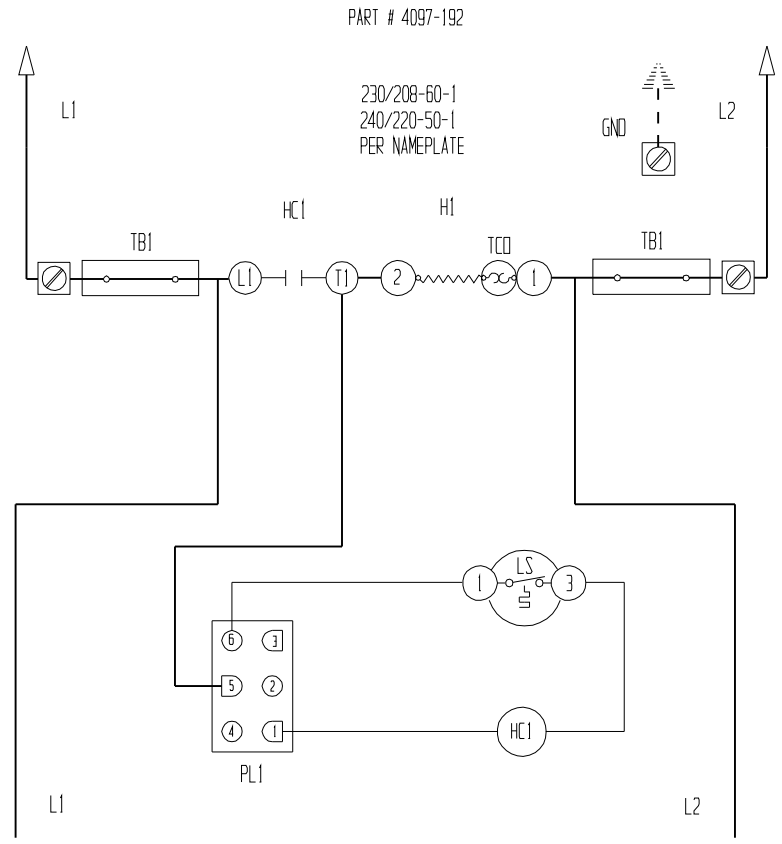 PART # 4097-192
230/208-60-1
240/220-50-1
PER NAMEPLATE
L1
L2
GND
HC1
H1
TB1
TCO
TB1
L1
T1
2
1
LS
1
3
6
3
5
2
4
1
HC1
PL1
L1
L2